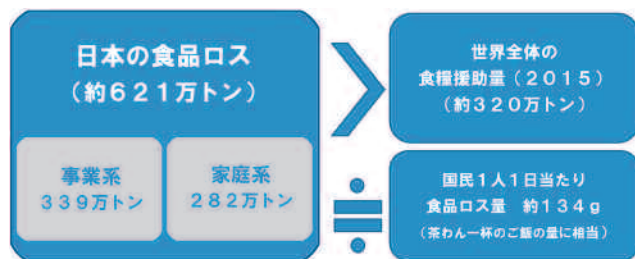 日本の食品ロス
(約621万トン)
事業系
339万トン
家庭系
282万トン
世界全体の
食糧援助量(2015)
(約320万トン)
国民1人1日当たり
食品ロス量 約134g
(茶わん一杯のご飯の量に相当)